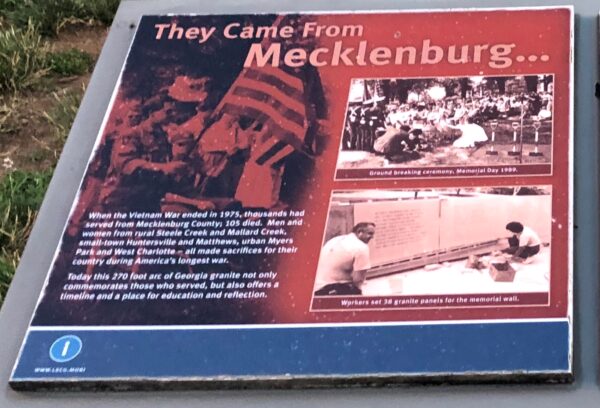 They Came From
Mecklenburg...
Ground breaking ceremony, Memorial Day 1989.
When the Vietnam War ended in 1975, thousands had
served from Mecklenburg County; 105 died. Men and
women from rural Steele Creek and Mallard Creek,
small-town Huntersville and Matthews, urban Myers
Park and West Charlotte – all made sacrifices for their
country during America's longest war.
Today this 270 foot arc of Georgia granite not only
commemorates those who served, but also offers a
timeline and a place for education and reflection.
Workers set 38 granite panels for the memorial wall.
i
WWW.LBCG.MOBI